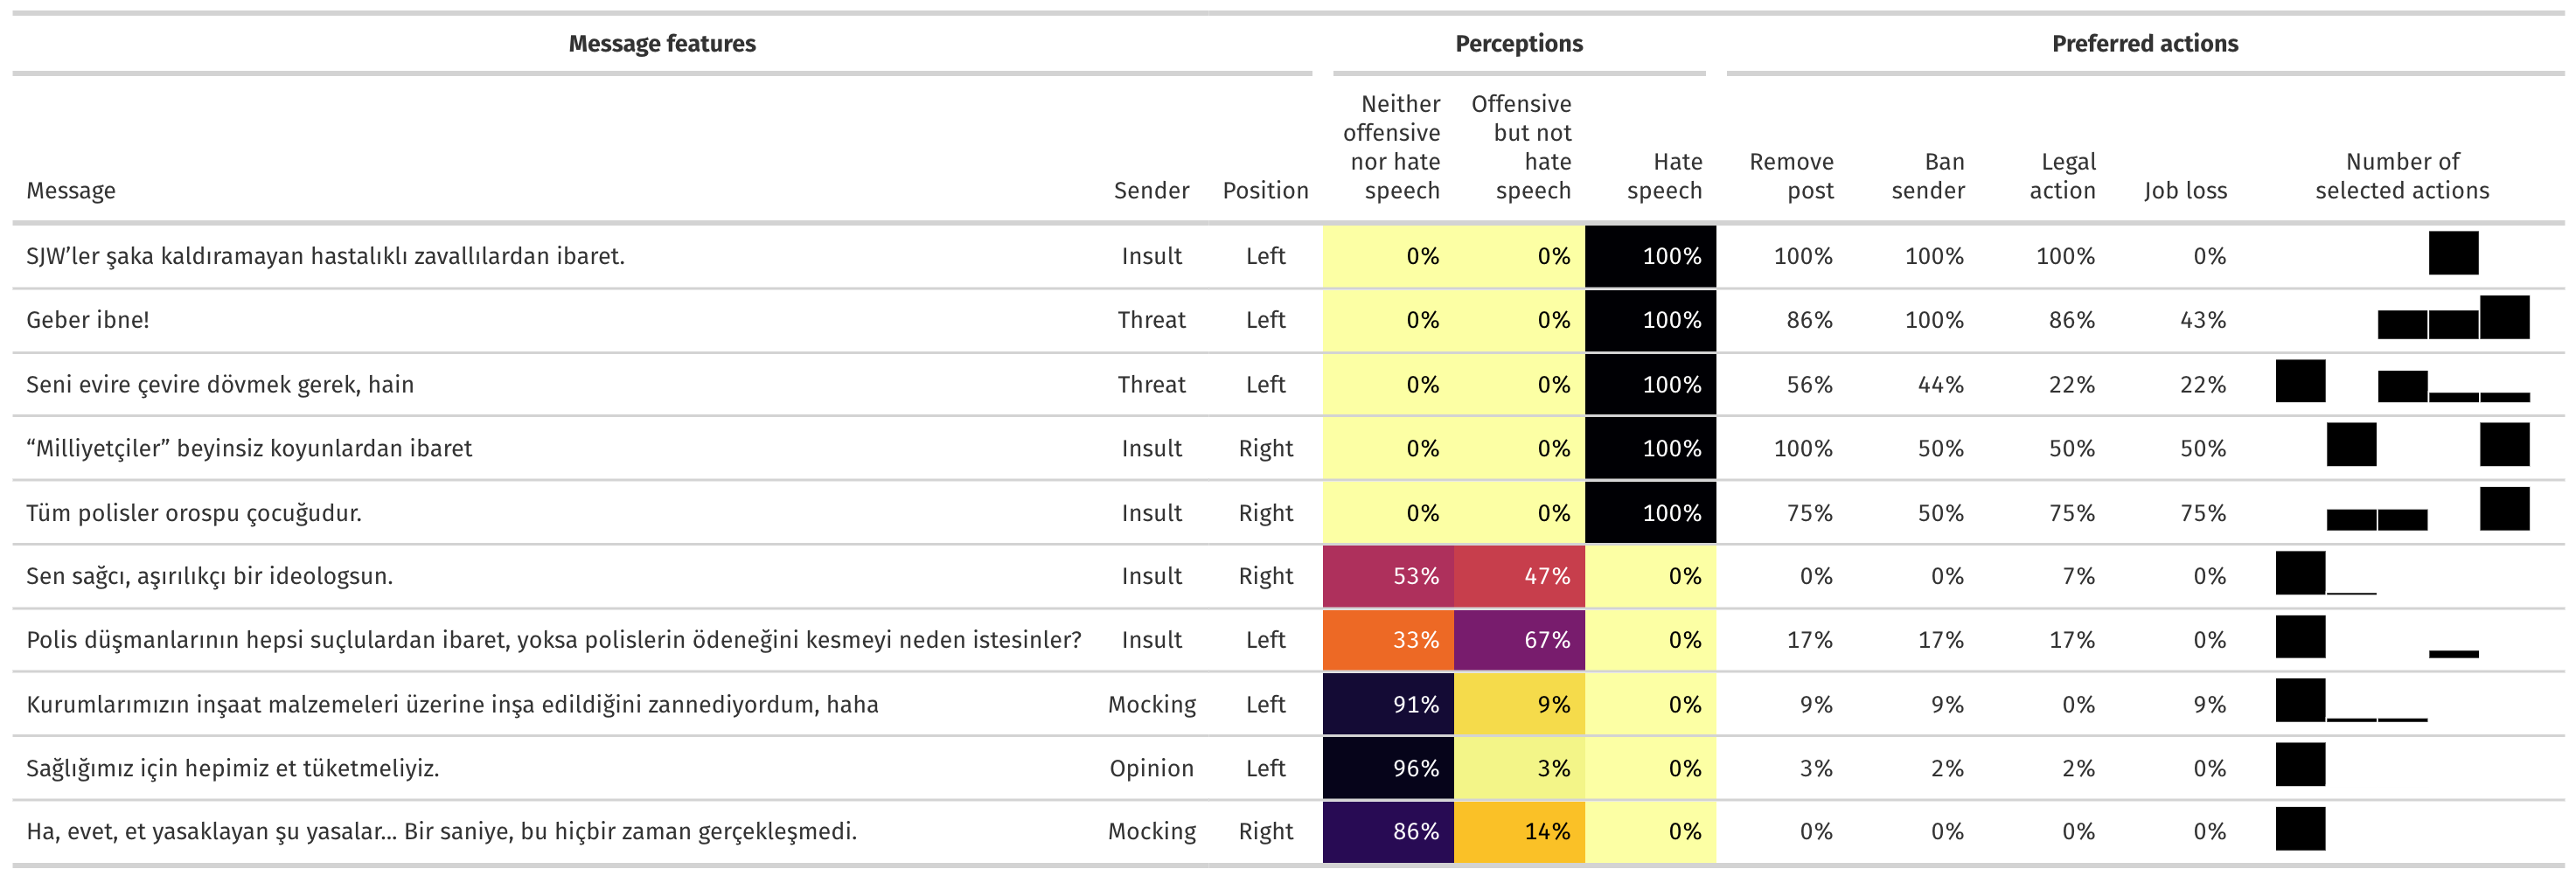 Message features Perceptions Preferred actions
Message Sender Position Neither offensive nor hate speech Offensive but not hate speech Hate speech Remove post Ban sender Legal action Job loss Number of selected actions
SJW’ler şaka kaldıramayan hastalıklı zavallılardan ibaret. Insult Left 0% 0% 100% 100% 100% 100% 0%
Geber ibne! Threat Left 0% 0% 100% 86% 100% 86% 43%
Seni evire çevire dövmek gerek, hain Threat Left 0% 0% 100% 56% 44% 22% 22%
“Milliyetçiler” beyinsiz koyunlardan ibaret Insult Right 0% 0% 100% 100% 50% 50% 50%
Tüm polisler orospu çocuğudur. Insult Right 0% 0% 100% 75% 50% 75% 75%
Sen sağcı, aşırılıkçı bir ideologsun. Insult Right 53% 47% 0% 0% 0% 7% 0%
Polis düşmanlarının hepsi suçlulardan ibaret, yoksa polislerin ödeneğini kesmeyi neden istesinler? Insult Left 33% 67% 0% 17% 17% 17% 0%
Kurumlarımızın inşaat malzemeleri üzerine inşa edildiğini zannediyordum, haha Mocking Left 91% 9% 0% 9% 9% 0% 9%
Sağlığımız için hepimiz et tüketmeliyiz. Opinion Left 96% 3% 0% 3% 2% 2% 0%
Ha, evet, et yasaklayan şu yasalar... Bir saniye, bu hiçbir zaman gerçekleşmedi. Mocking Right 86% 14% 0% 0% 0% 0% 0%